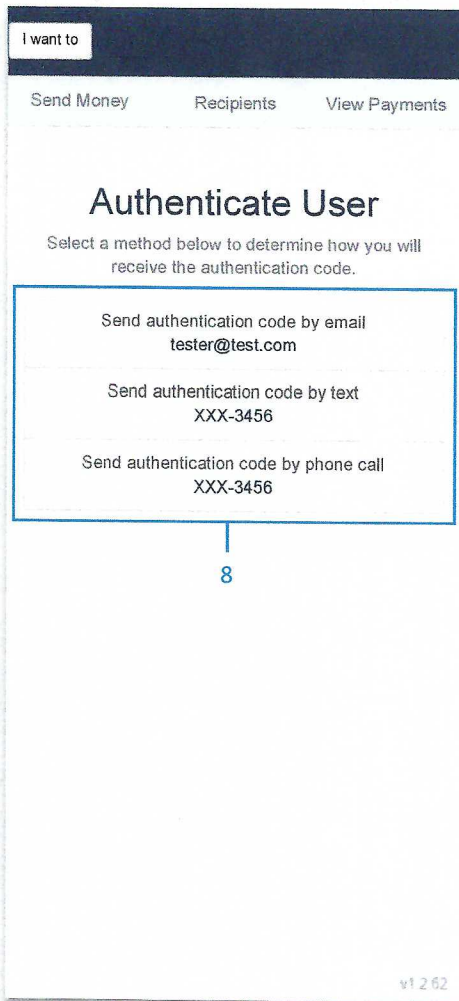 I want to
Send Money Recipients View Payments
Authenticate User
Select a method below to determine how you will
receive the authentication code.
Send authentication code by email
tester@test.com
Send authentication code by text
XXX-3456
Send authentication code by phone call
XXX-3456
8
v1.2.62